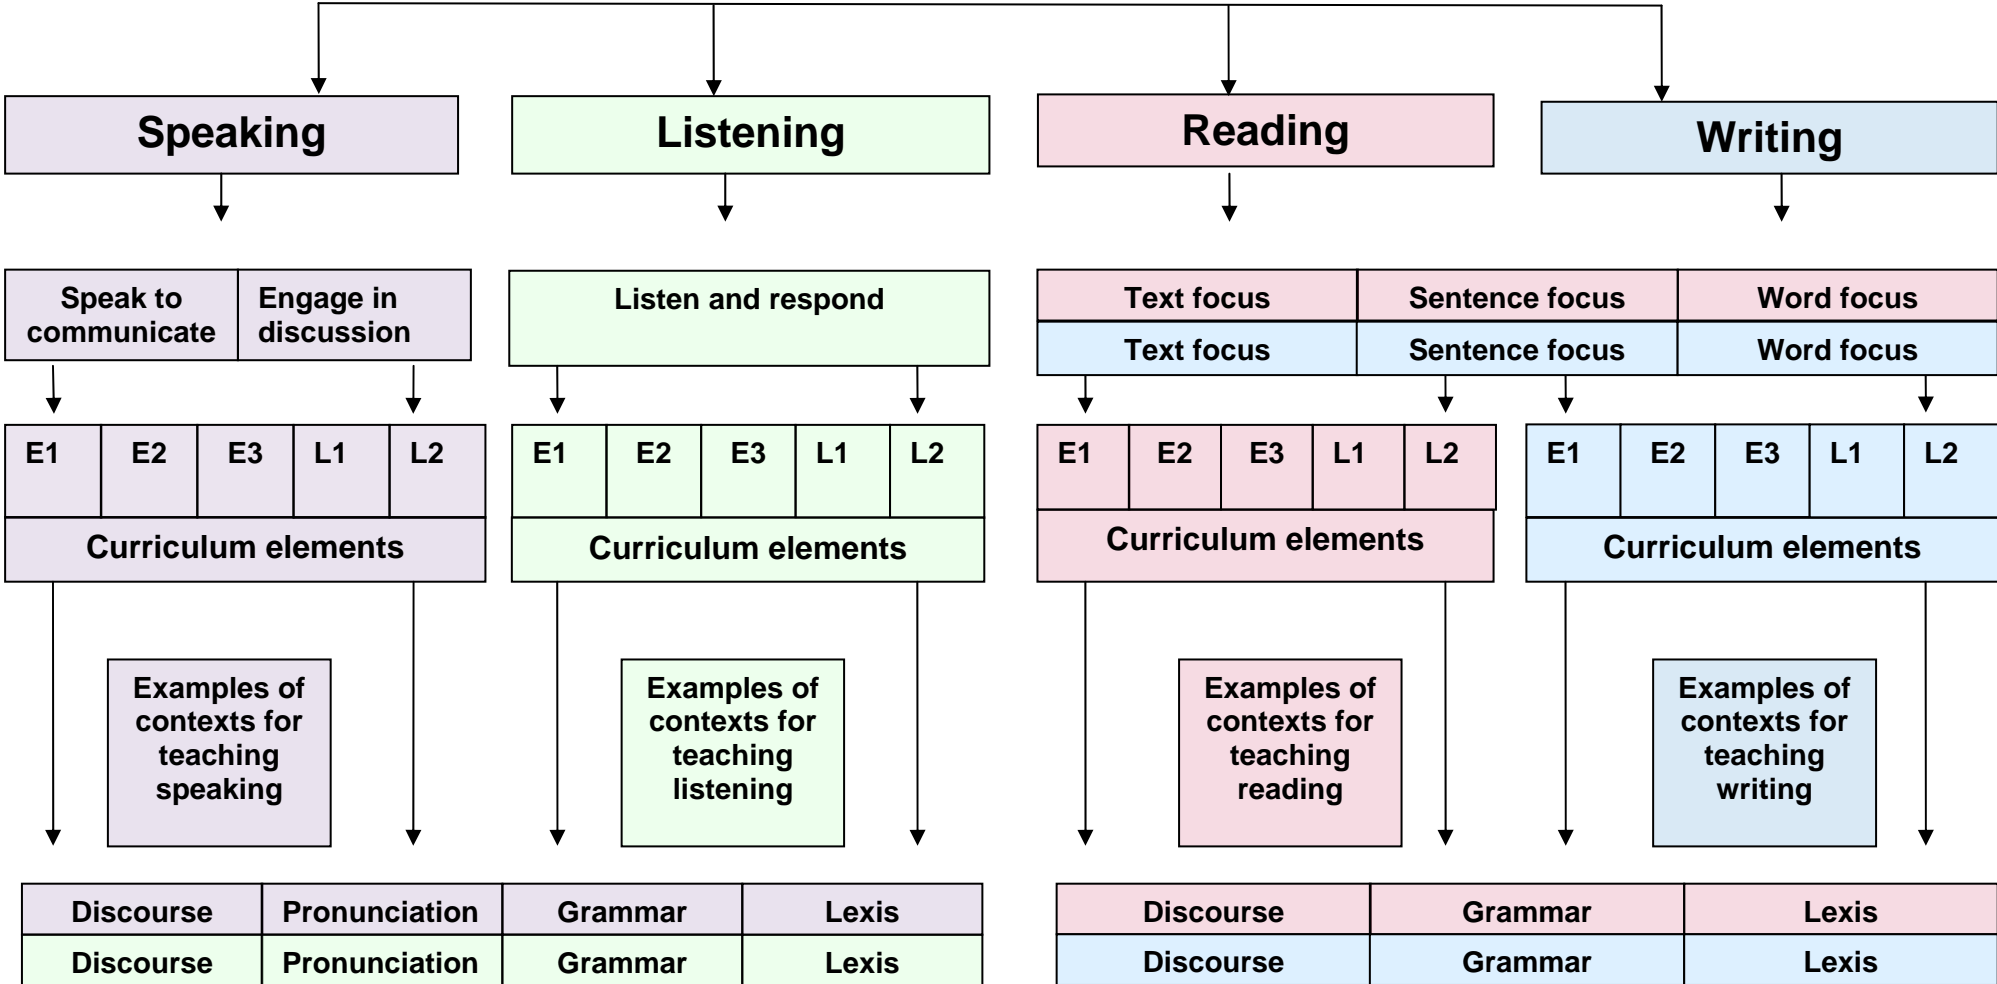 Speaking
Listening
Reading
Writing
Speak to
communicate
Engage in
discussion
Listen and respond
Text focus
Sentence focus
Word focus
Text focus
Sentence focus
Word focus
E1
E2
E3
L1
L2
E1
E2
E3
L1
L2
E1
E2
E3
L1
L2
E1
E2
E3
L1
L2
Curriculum elements
Curriculum elements
Curriculum elements
Curriculum elements
Examples of
contexts for
teaching
speaking
Examples of
contexts for
teaching
listening
Examples of
contexts for
teaching
reading
Examples of
contexts for
teaching
writing
Discourse
Pronunciation
Grammar
Lexis
Discourse
Grammar
Lexis
Discourse
Pronunciation
Grammar
Lexis
Discourse
Grammar
Lexis